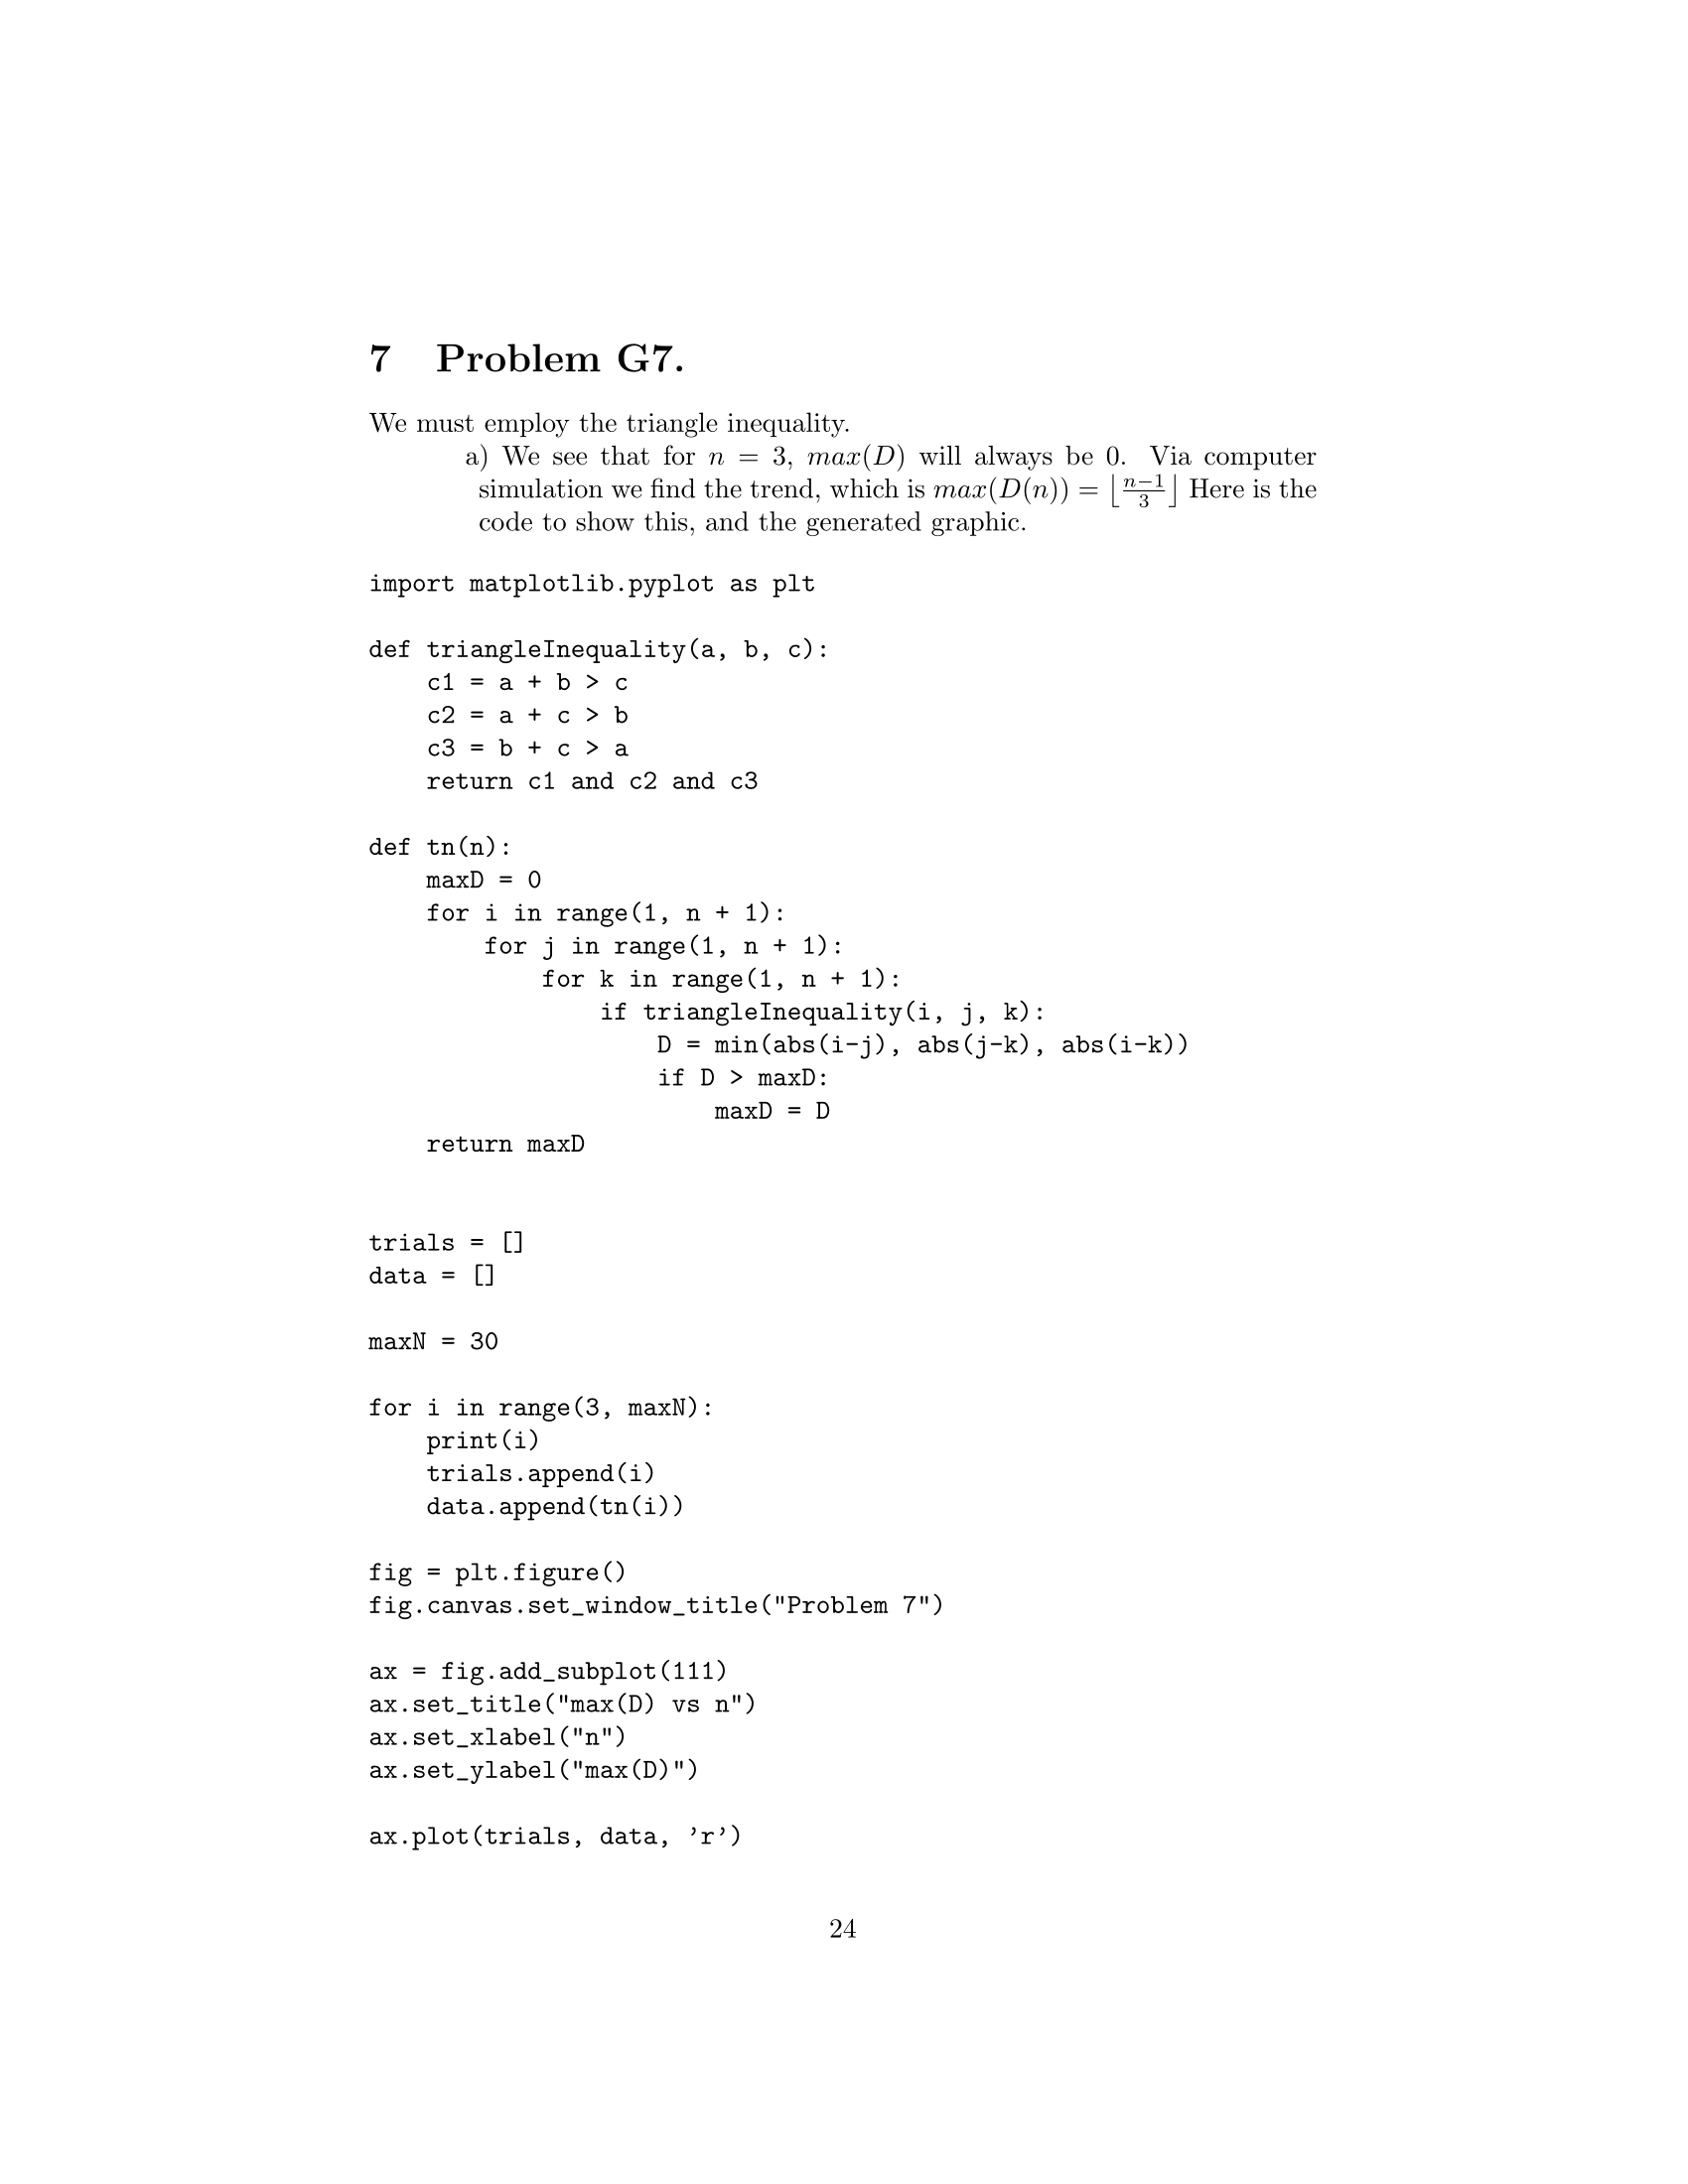 7 Problem G7.
We must employ the triangle inequality.
a) We see that for n = 3, max(D) will always be 0. Via computer
simulation we find the trend, which is max(D(n)) = ⌊(n−1)/3⌋ Here is the
code to show this, and the generated graphic.
import matplotlib.pyplot as plt
def triangleInequality(a, b, c):
    c1 = a + b > c
    c2 = a + c > b
    c3 = b + c > a
    return c1 and c2 and c3
def tn(n):
    maxD = 0
    for i in range(1, n + 1):
        for j in range(1, n + 1):
            for k in range(1, n + 1):
                if triangleInequality(i, j, k):
                    D = min(abs(i-j), abs(j-k), abs(i-k))
                    if D > maxD:
                        maxD = D
    return maxD
trials = []
data = []
maxN = 30
for i in range(3, maxN):
    print(i)
    trials.append(i)
    data.append(tn(i))
fig = plt.figure()
fig.canvas.set_window_title("Problem 7")
ax = fig.add_subplot(111)
ax.set_title("max(D) vs n")
ax.set_xlabel("n")
ax.set_ylabel("max(D)")
ax.plot(trials, data, ’r’)
24